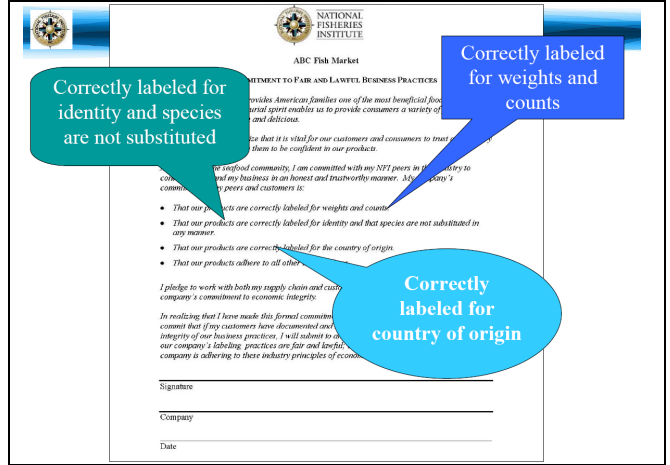 NATIONAL
FISHERIES
INSTITUTE
ABC Fish Market
TO FAIR AND LAWFUL BUSINESS PRACTICES
provides American families one of the most beneficial
spirit enables us to provide consumers a variety of
and delicious.
that it is vital for our customers and consumers to trust
them to be confident in our products.
seafood community, I am committed with my NFI peers in the to
my business in an honest and trustworthy manner. My
peers and customers is:
• That our products are correctly labeled for weights and counts.
• That our products are correctly labeled for identity and that species are not substituted in
any manner.
• That our products are correctly labeled for the country of origin.
• That our products adhere to all other
I pledge to work with both my supply chain and
company's commitment to economic integrity.
In realizing that I have made this formal
commit that if my customers have documented and
integrity of our business practices, I will submit to
our company's labeling practices are fair and lawful,
company is adhering to these industry principles of
Signature
Company
Date
Correctly labeled for
identity and species
are not substituted
Correctly labeled
for weights and
counts
Correctly
labeled for
country of origin